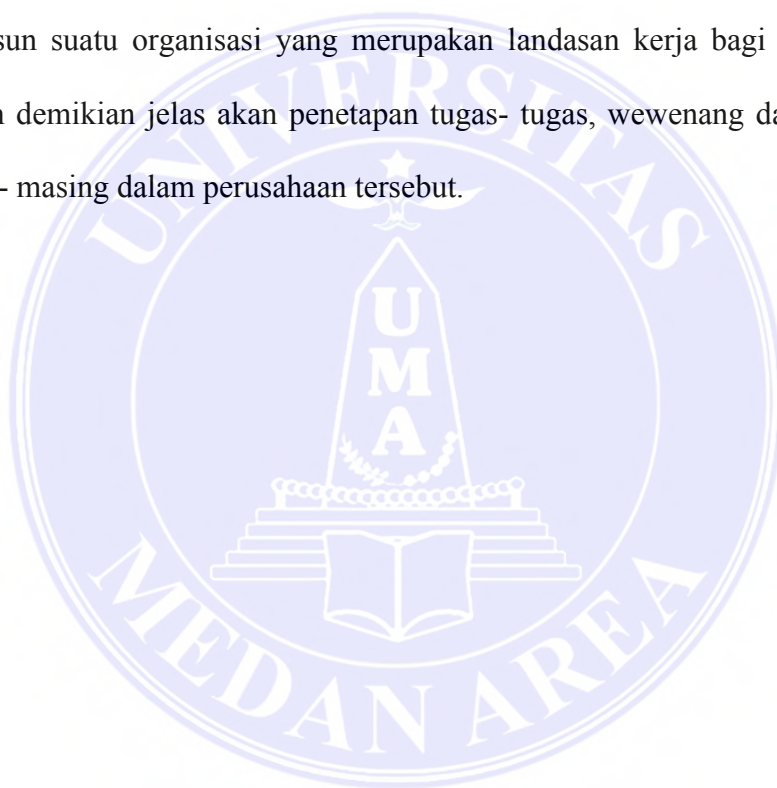 sun suatu organisasi yang merupakan landasan kerja bagi
demikian jelas akan penetapan tugas- tugas, wewenang
- masing dalam perusahaan tersebut.
UNIVERSITAS
UMA
MEDAN AREA